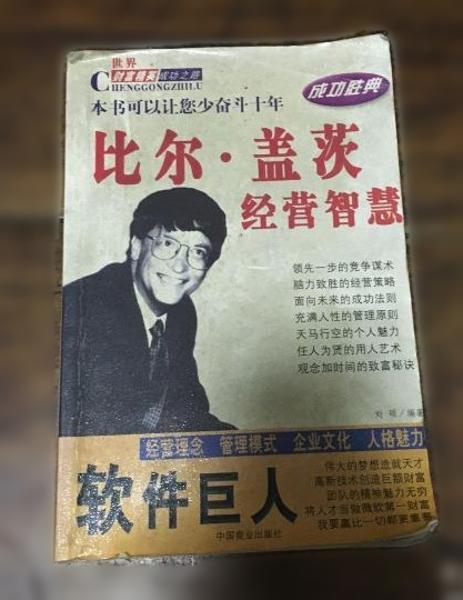 世界
财富精英成功之路
CHENGGONGZHILU
成功胜典
本书可以让您少奋斗十年
比尔·盖茨
经营智慧
领先一步的竞争谋术
脑力致胜的经营策略
面向未来的成功法则
充满人性的管理原则
天马行空的个人魅力
任人为贤的用人艺术
观念加时间的致富秘诀
编著
经营理念 管理模式 企业文化 人格魅力
软件巨人
伟大的梦想造就天才
高新技术创造巨额财富
团队的精神魅力无穷
将人才当做微软第一财富
我要赢比一切都更重要
中国商业出版社